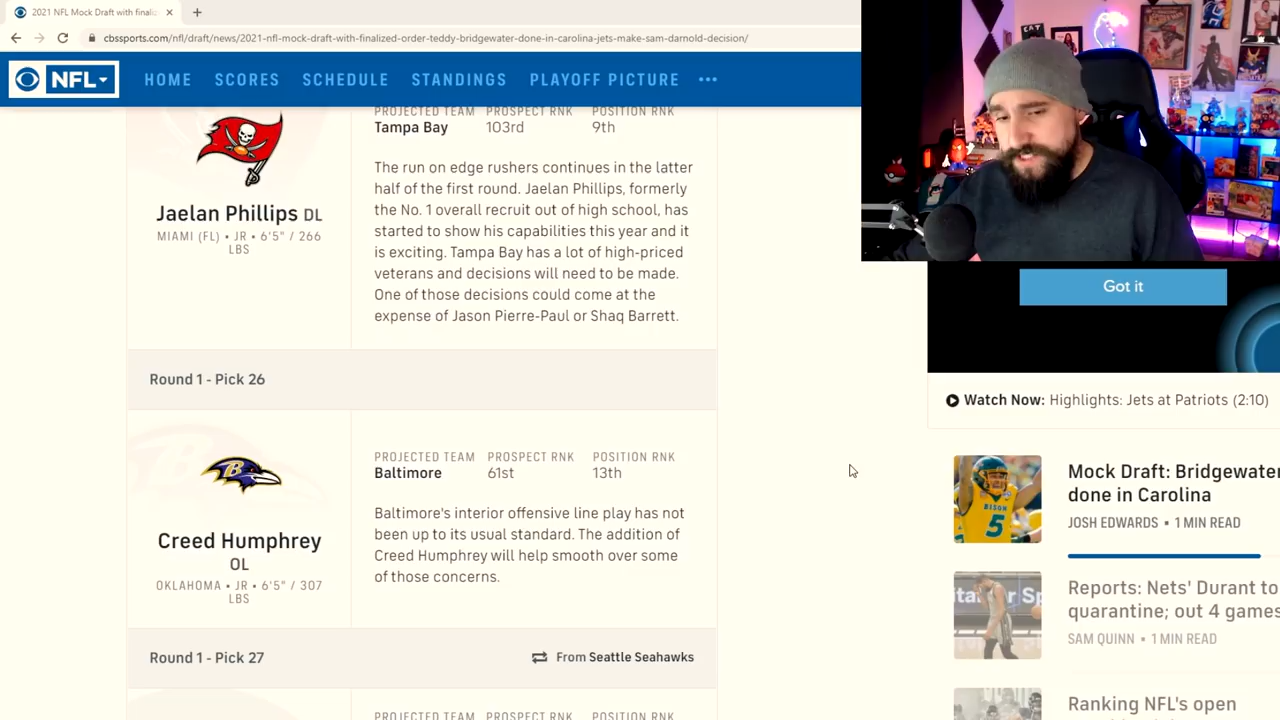 2021 NFL Mock Draft with finaliz
cbssports.com/nfl/draft/news/2021-nfl-mock-draft-with-finalized-order-teddy-bridgewater-done-in-carolina-jets-make-sam-darnold-decision/
NFL
HOME SCORES SCHEDULE STANDINGS PLAYOFF PICTURE •••
PROJECTED TEAM PROSPECT RNK POSITION RNK
Tampa Bay 103rd 9th
The run on edge rushers continues in the latter
half of the first round. Jaelan Phillips, formerly
the No. 1 overall recruit out of high school, has
started to show his capabilities this year and it
is exciting. Tampa Bay has a lot of high-priced
veterans and decisions will need to be made.
One of those decisions could come at the
expense of Jason Pierre-Paul or Shaq Barrett.
Jaelan Phillips DL
MIAMI (FL) • JR • 6'5" / 266
LBS
Round 1 - Pick 26
PROJECTED TEAM PROSPECT RNK POSITION RNK
Baltimore 61st 13th
Baltimore's interior offensive line play has not
been up to its usual standard. The addition of
Creed Humphrey will help smooth over some
of those concerns.
B
Creed Humphrey
OL
OKLAHOMA • JR • 6'5" / 307
LBS
Round 1 - Pick 27 From Seattle Seahawks
PROJECTED TEAM PROSPECT RNK POSITION RNK
Got it
Watch Now: Highlights: Jets at Patriots (2:10)
BISON
5
Mock Draft: Bridgewater
done in Carolina
JOSH EDWARDS • 1 MIN READ
Reports: Nets' Durant to
quarantine; out 4 games
SAM QUINN • 1 MIN READ
Ranking NFL's open